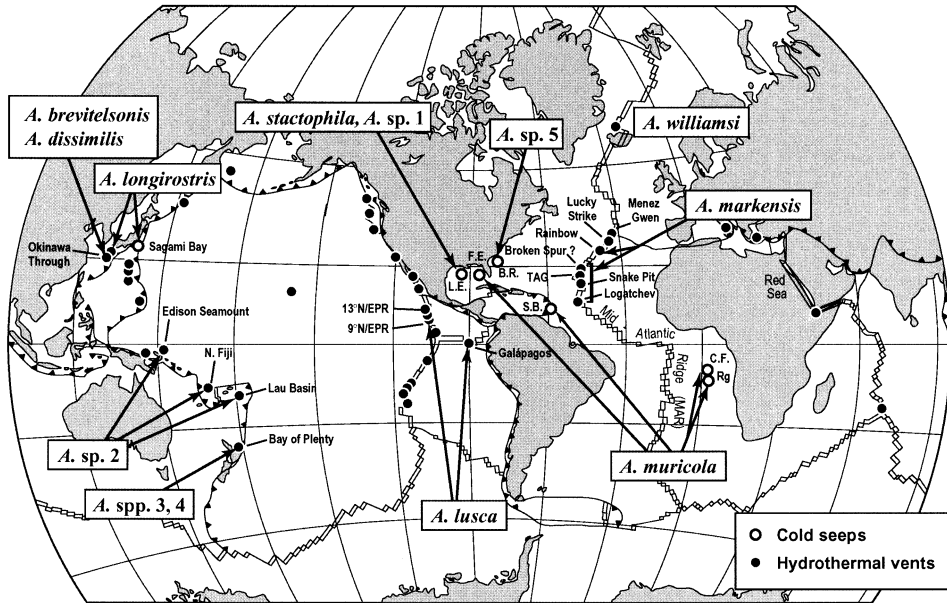 A. brevitelsonis
A. dissimilis
A. stactophila, A. sp. 1
A. sp. 5
A. williamsi
A. longirostris
A. markensis
Lucky
Strike
Menez
Gwen
Okinawa
Through
Sagami Bay
Rainbow
Broken Spur ?
F.E.
B.R.
L.E.
TAG
Snake Pit
Logatchev
Red
Sea
Edison Seamount
13°N/EPR
9°N/EPR
S.B.
Mid
Atlantic
Ridge (MAR)
N. Fiji
Galápagos
C.F.
Rg
Lau Basin
Bay of Plenty
A. sp. 2
A. muricola
A. spp. 3, 4
A. lusca
Cold seeps
Hydrothermal vents